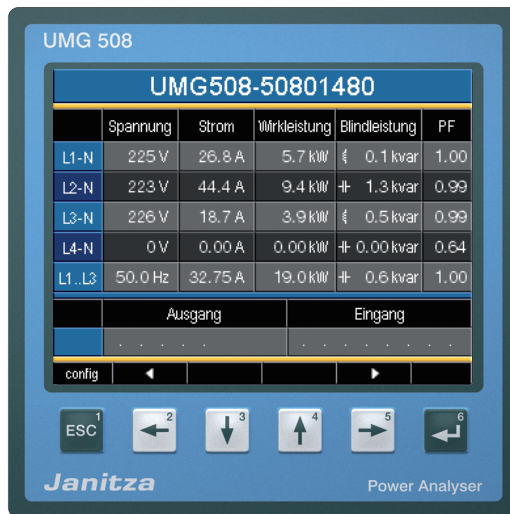 UMG 508
UMG508-50801480
Spannung Strom Wirkleistung Blindleistung PF
L1-N 225 V 26.8 A 5.7 kW 0.1 kvar 1.00
L2-N 223 V 44.4 A 9.4 kW 1.3 kvar 0.99
L3-N 226 V 18.7 A 3.9 kW 0.5 kvar 0.99
L4-N 0 V 0.00 A 0.00 kW 0.00 kvar 0.64
L1..L3 50.0 Hz 32.75 A 19.0 kW 0.6 kvar 1.00
Ausgang Eingang
config
ESC 1 2 3 4 5 6
Janitza Power Analyser